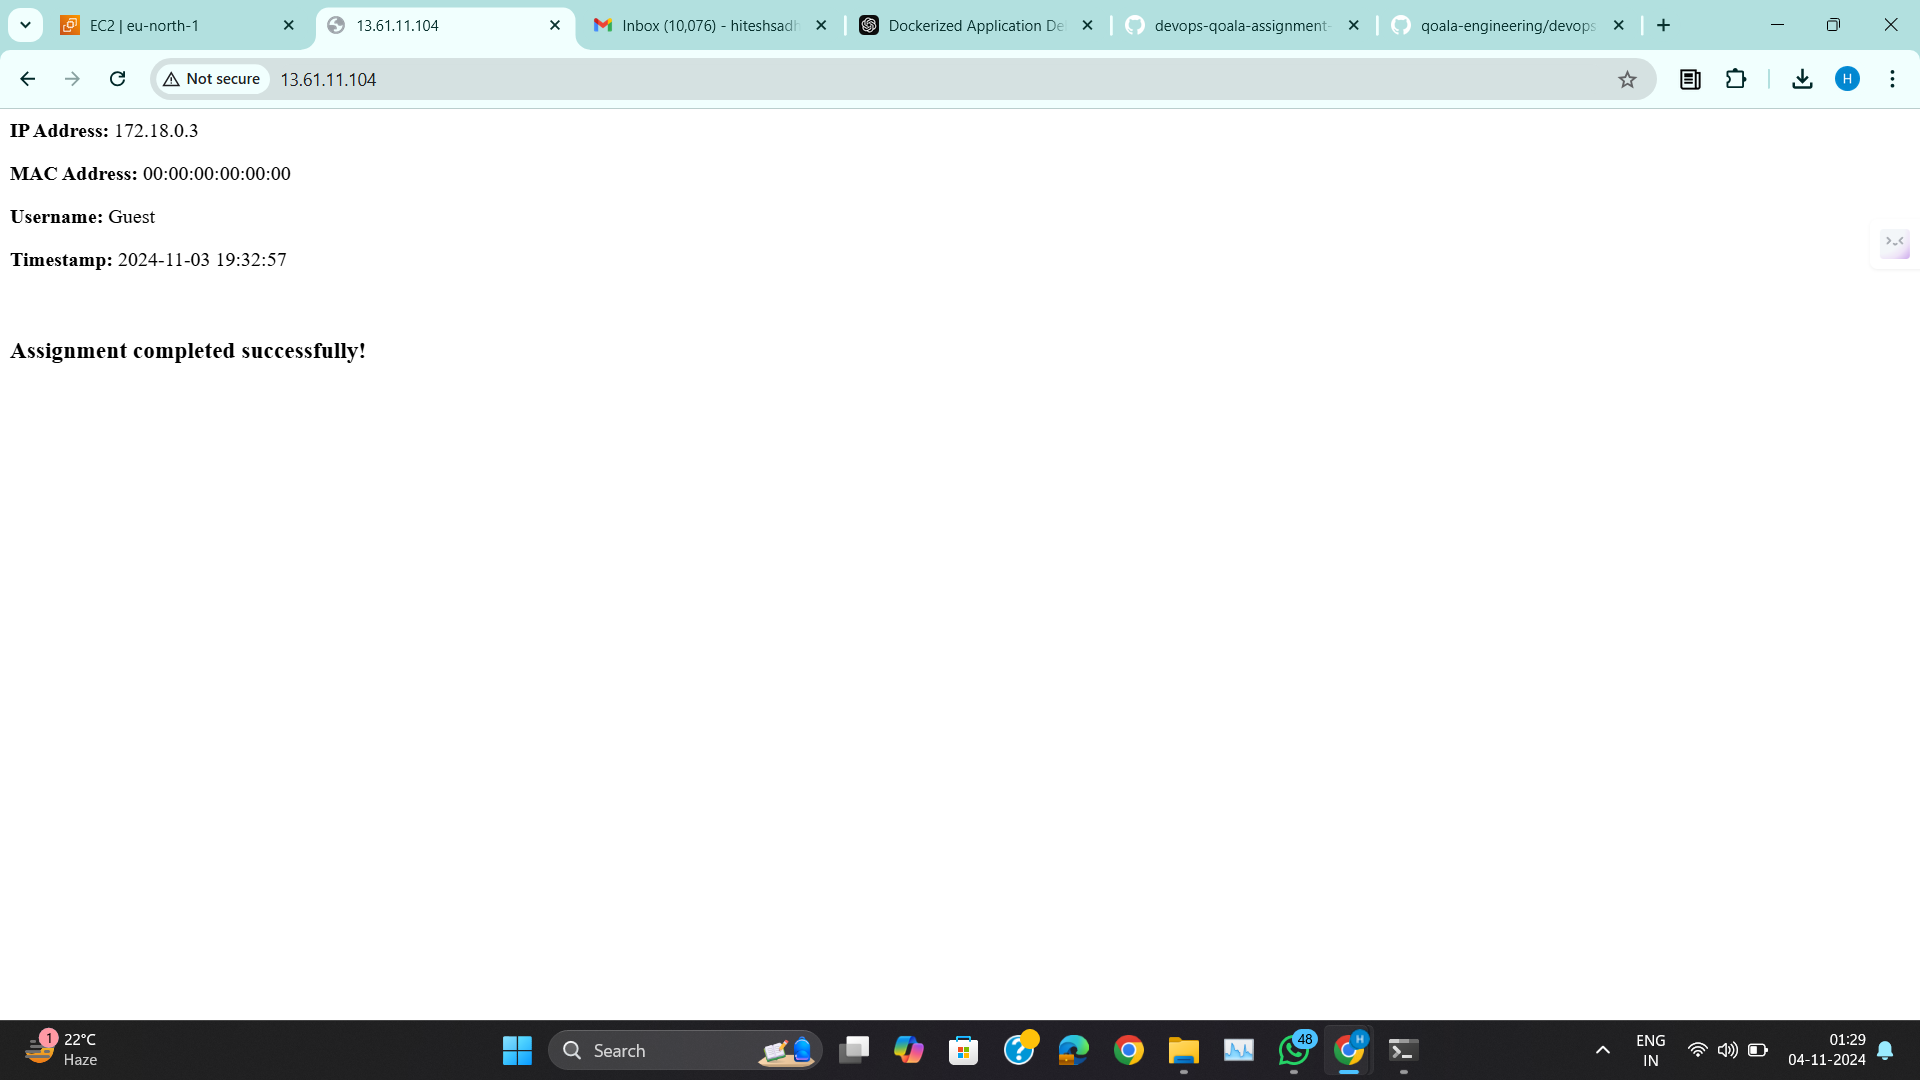 EC2 | eu-north-1
13.61.11.104
Inbox (10,076) - hiteshsadh
Dockerized Application De
devops-qoala-assignment-
qoala-engineering/devops
Not secure
13.61.11.104
H
IP Address: 172.18.0.3
MAC Address: 00:00:00:00:00:00
Username: Guest
Timestamp: 2024-11-03 19:32:57
Assignment completed successfully!
1
22°C
Haze
Search
48
H
ENG
IN
01:29
04-11-2024